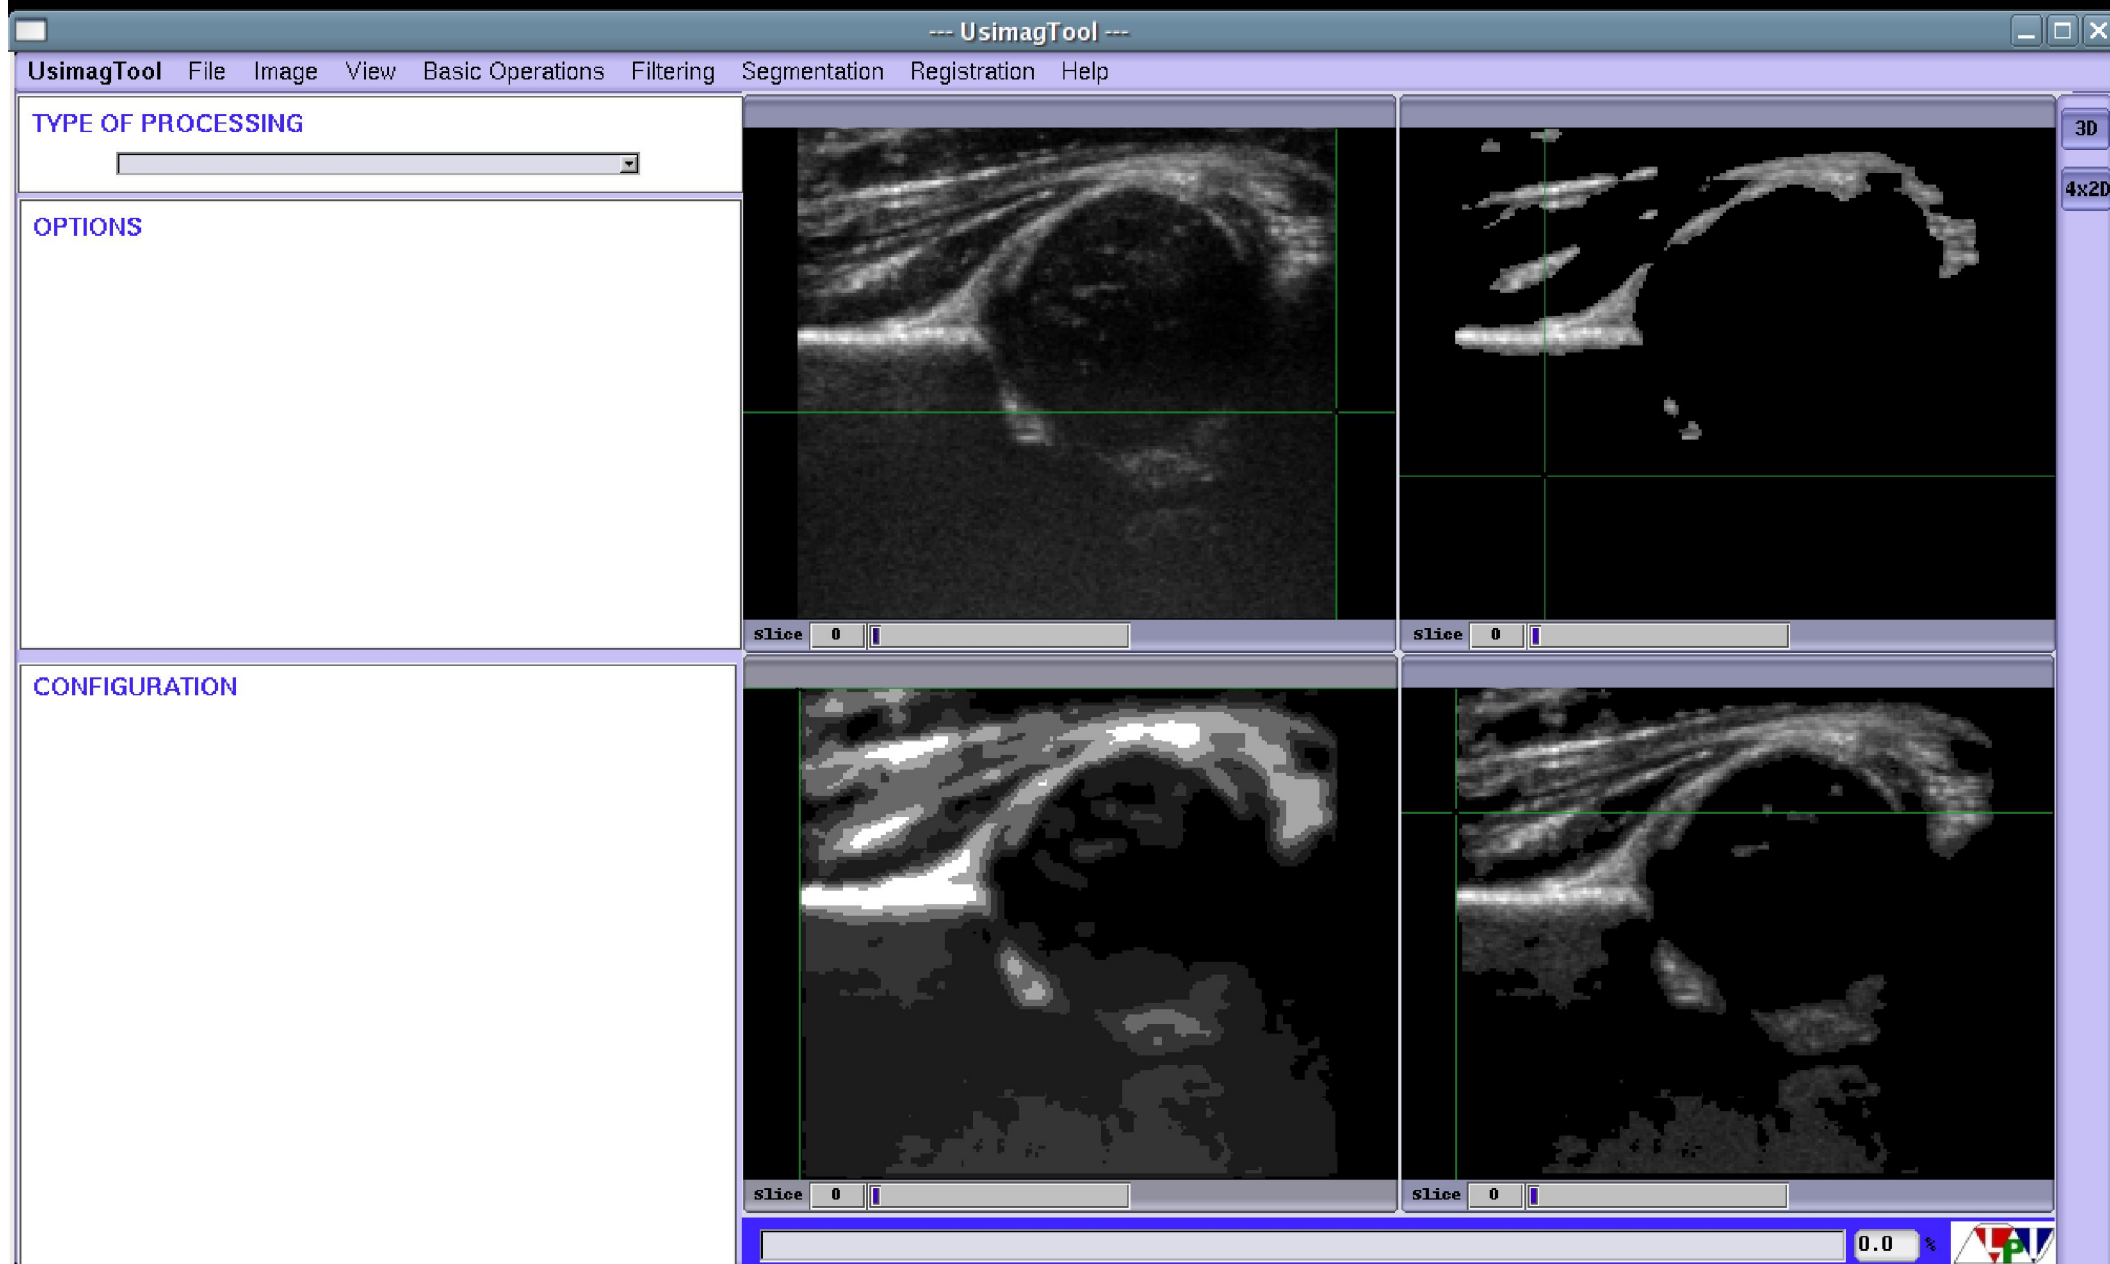 --- UsimagTool ---
UsimagTool File Image View Basic Operations Filtering Segmentation Registration Help
TYPE OF PROCESSING
OPTIONS
CONFIGURATION
slice 0
slice 0
slice 0
slice 0
3D
4x2D
0.0 %
LPI